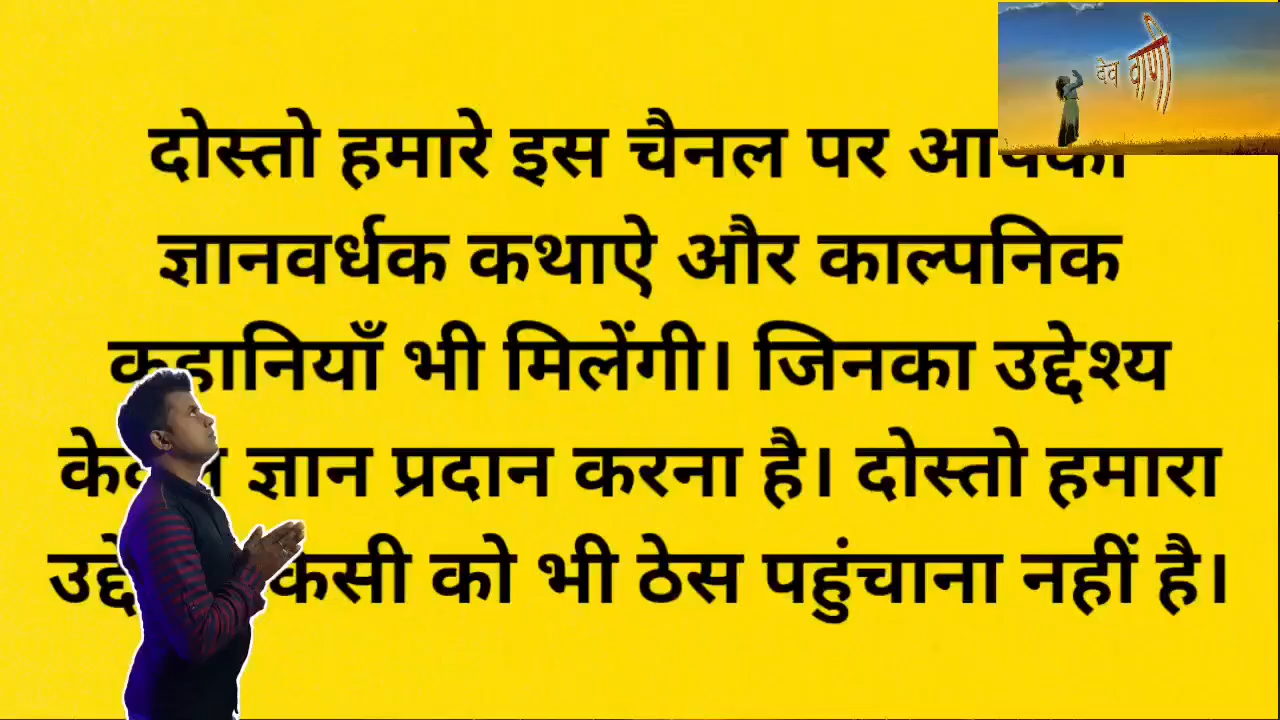 देव वाणी
दोस्तो हमारे इस चैनल पर
ज्ञानवर्धक कथाऐ और काल्पनिक
कहानियाँ भी मिलेंगी। जिनका उद्देश्य
ज्ञान प्रदान करना है। दोस्तो हमारा
को भी ठेस पहुंचाना नहीं है।